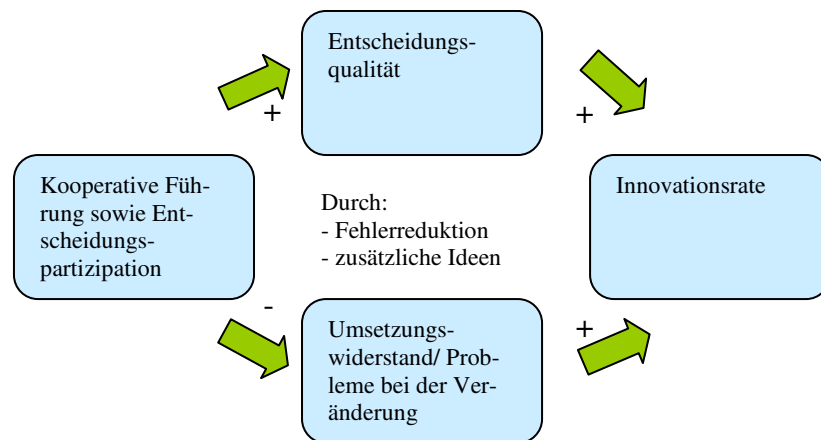 Entscheidungs-
qualität
+
+
Kooperative Füh-
rung sowie Ent-
scheidungs-
partizipation
Durch:
- Fehlerreduktion
- zusätzliche Ideen
Innovationsrate
-
+
Umsetzungs-
widerstand/ Prob-
leme bei der Ver-
änderung